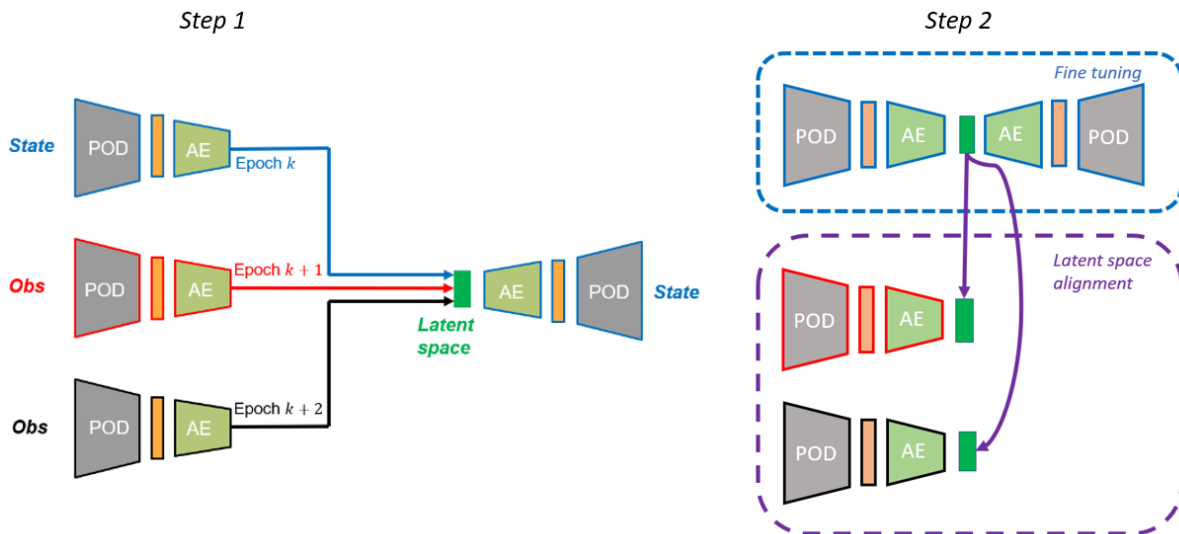 Step 1
Step 2
State
POD
AE
Epoch k
Obs
POD
AE
Epoch k + 1
Latent
space
AE
POD
State
Obs
POD
AE
Epoch k + 2
Fine tuning
POD
AE
AE
POD
Latent space
alignment
POD
AE
POD
AE